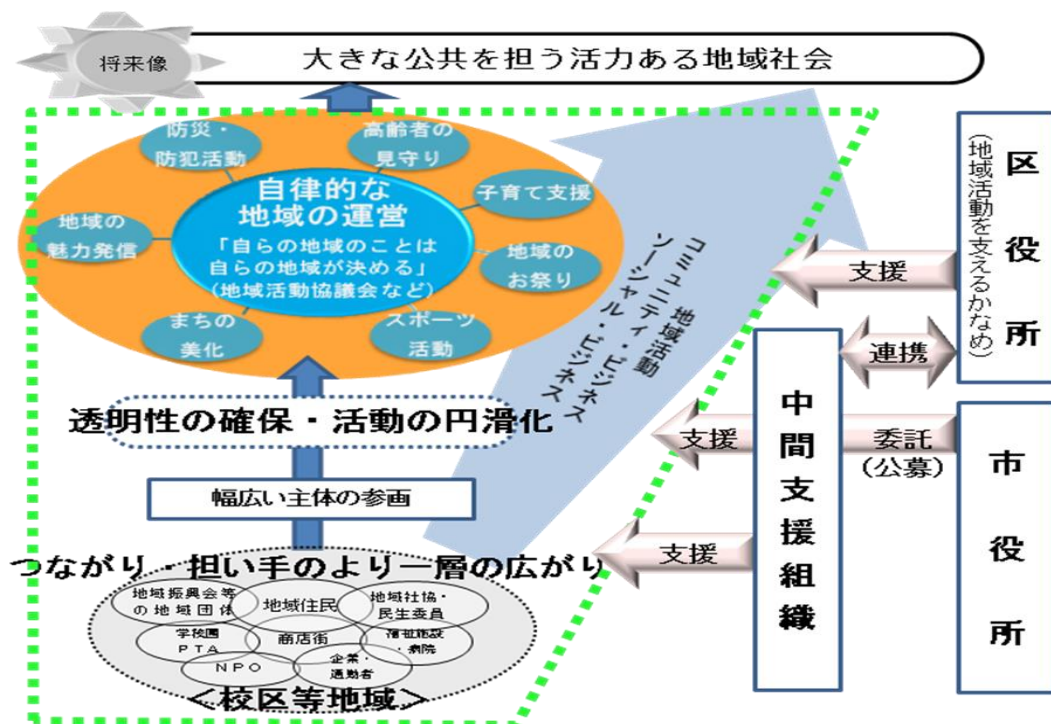 将来像
大きな公共を担う活力ある地域社会
防災・
防犯活動
高齢者の
見守り
子育て支援
地域の
お祭り
スポーツ
活動
まちの
美化
地域の
魅力発信
自律的な
地域の運営
「自らの地域のことは
自らの地域が決める」
(地域活動協議会など)
地域活動
コミュニティ・ビジネス
ソーシャル・ビジネス
透明性の確保・活動の円滑化
幅広い主体の参画
つながり・担い手のより一層の広がり
地域振興会等
の地域団体
地域住民
地域社協・
民生委員
学校園
PTA
商店街
福祉施設
・病院
NPO
企業・
通勤者
<校区等地域>
支援
支援
支援
連携
委託
(公募)
中間支援組織
区役所
(地域活動を支えるかなめ)
市役所